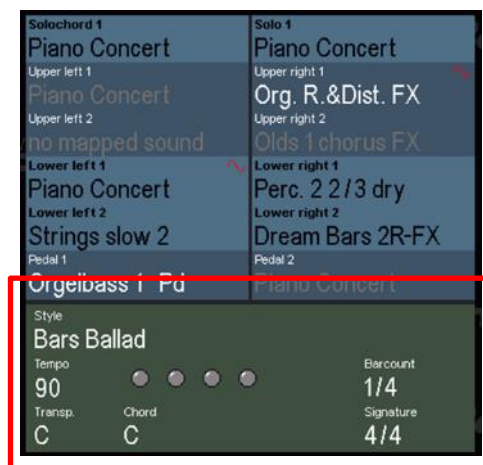 Solochord 1 Solo 1
Piano Concert Piano Concert
Upper left 1 Upper right 1
Piano Concert Org. R.&Dist. FX
Upper left 2 Upper right 2
no mapped sound Olds 1 chorus FX
Lower left 1 Lower right 1
Piano Concert Perc. 2 2/3 dry
Lower left 2 Lower right 2
Strings slow 2 Dream Bars 2R-FX
Pedal 1 Pedal 2
Orgelbass 1 Pd Piano Concert
Style
Bars Ballad
Tempo Barcount
90 1/4
Transp. Chord Signature
C C 4/4